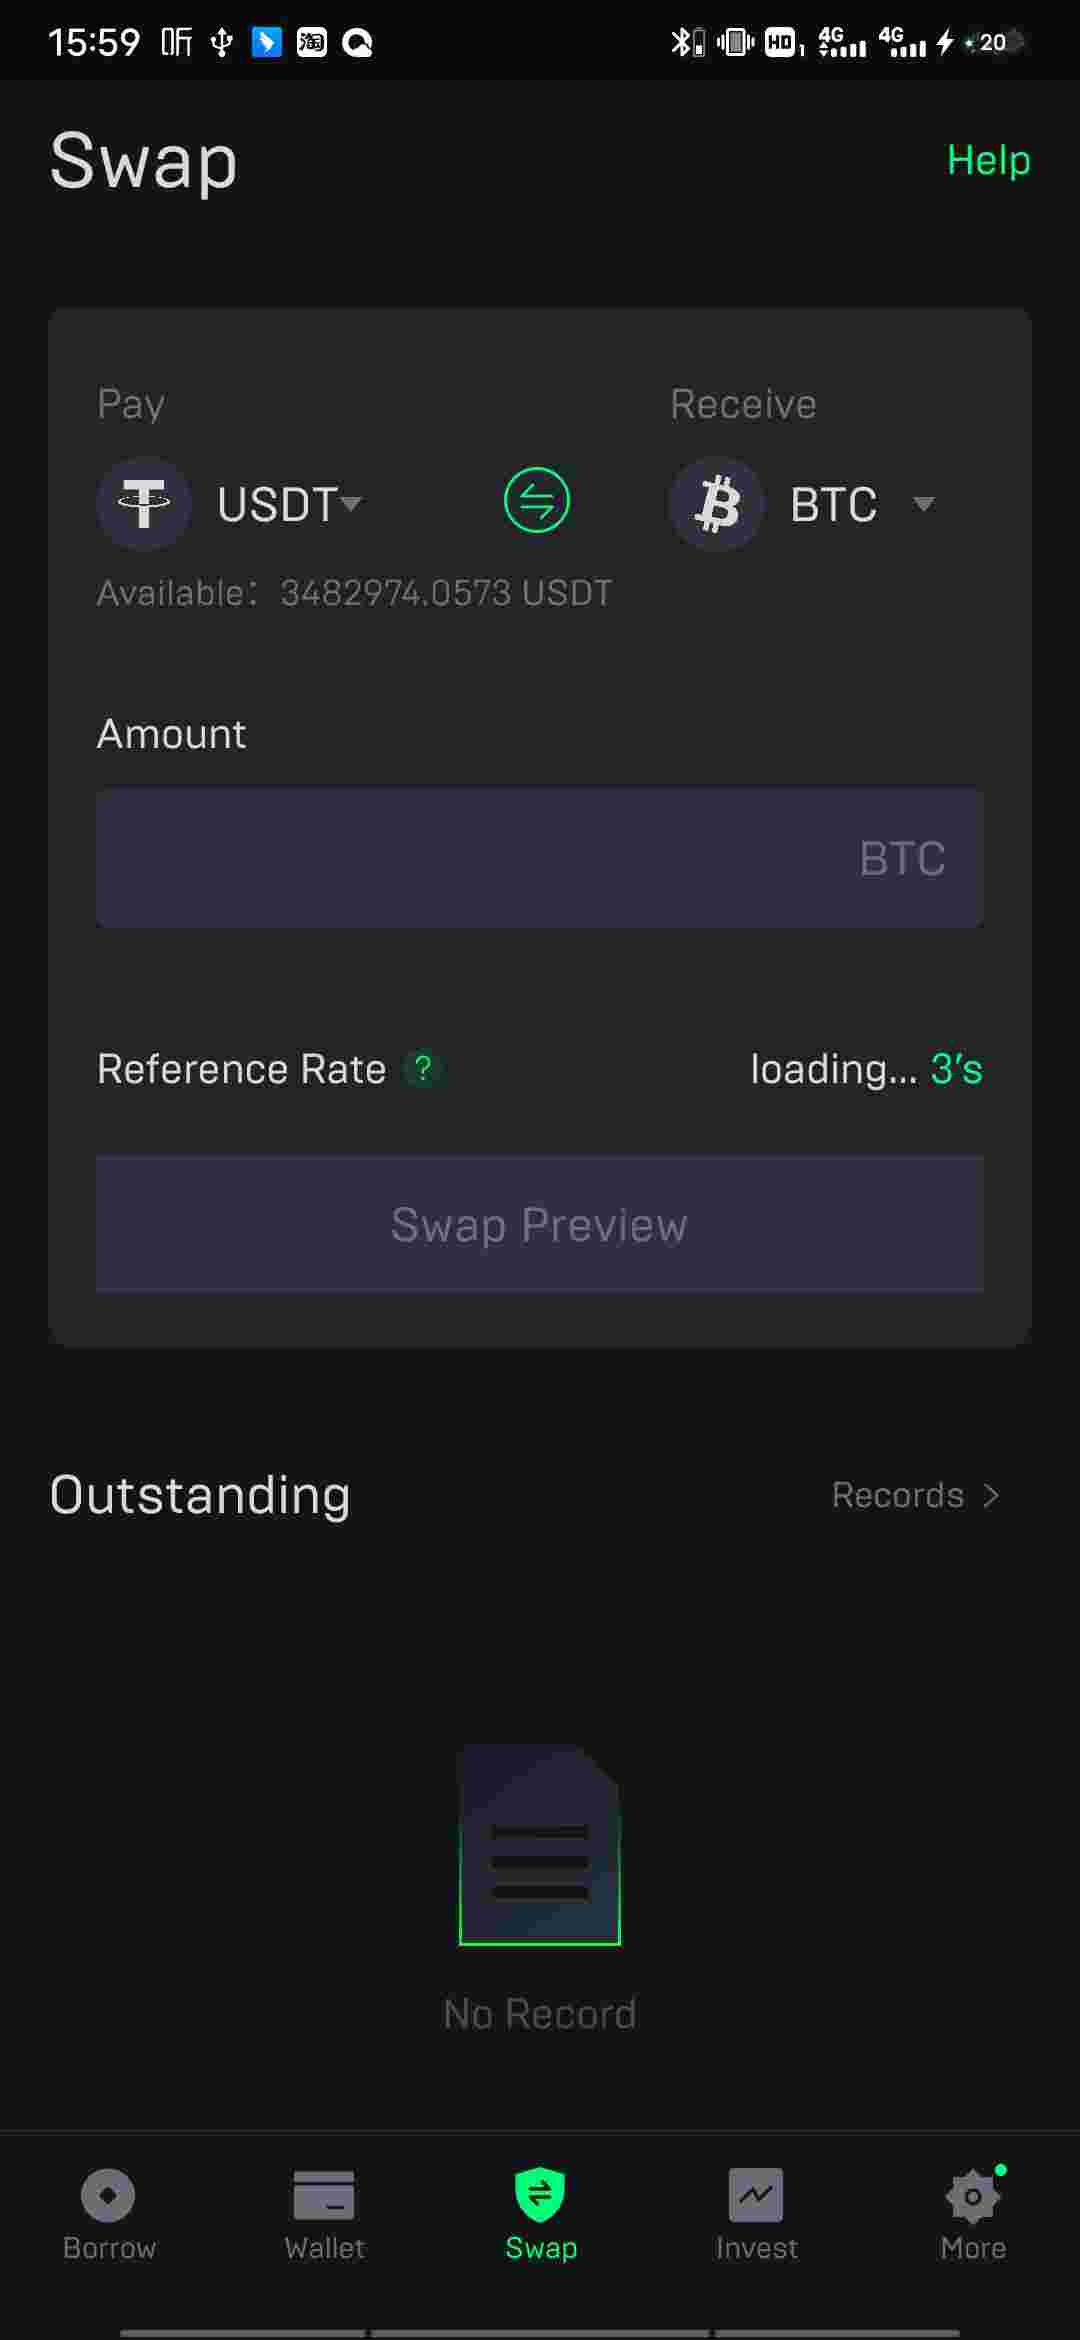 15:59 听 淘 HD 1 4G 4G 20
Swap
Help
Pay
Receive
USDT
BTC
Available: 3482974.0573 USDT
Amount
BTC
Reference Rate ? loading... 3's
Swap Preview
Outstanding
Records >
No Record
Borrow
Wallet
Swap
Invest
More